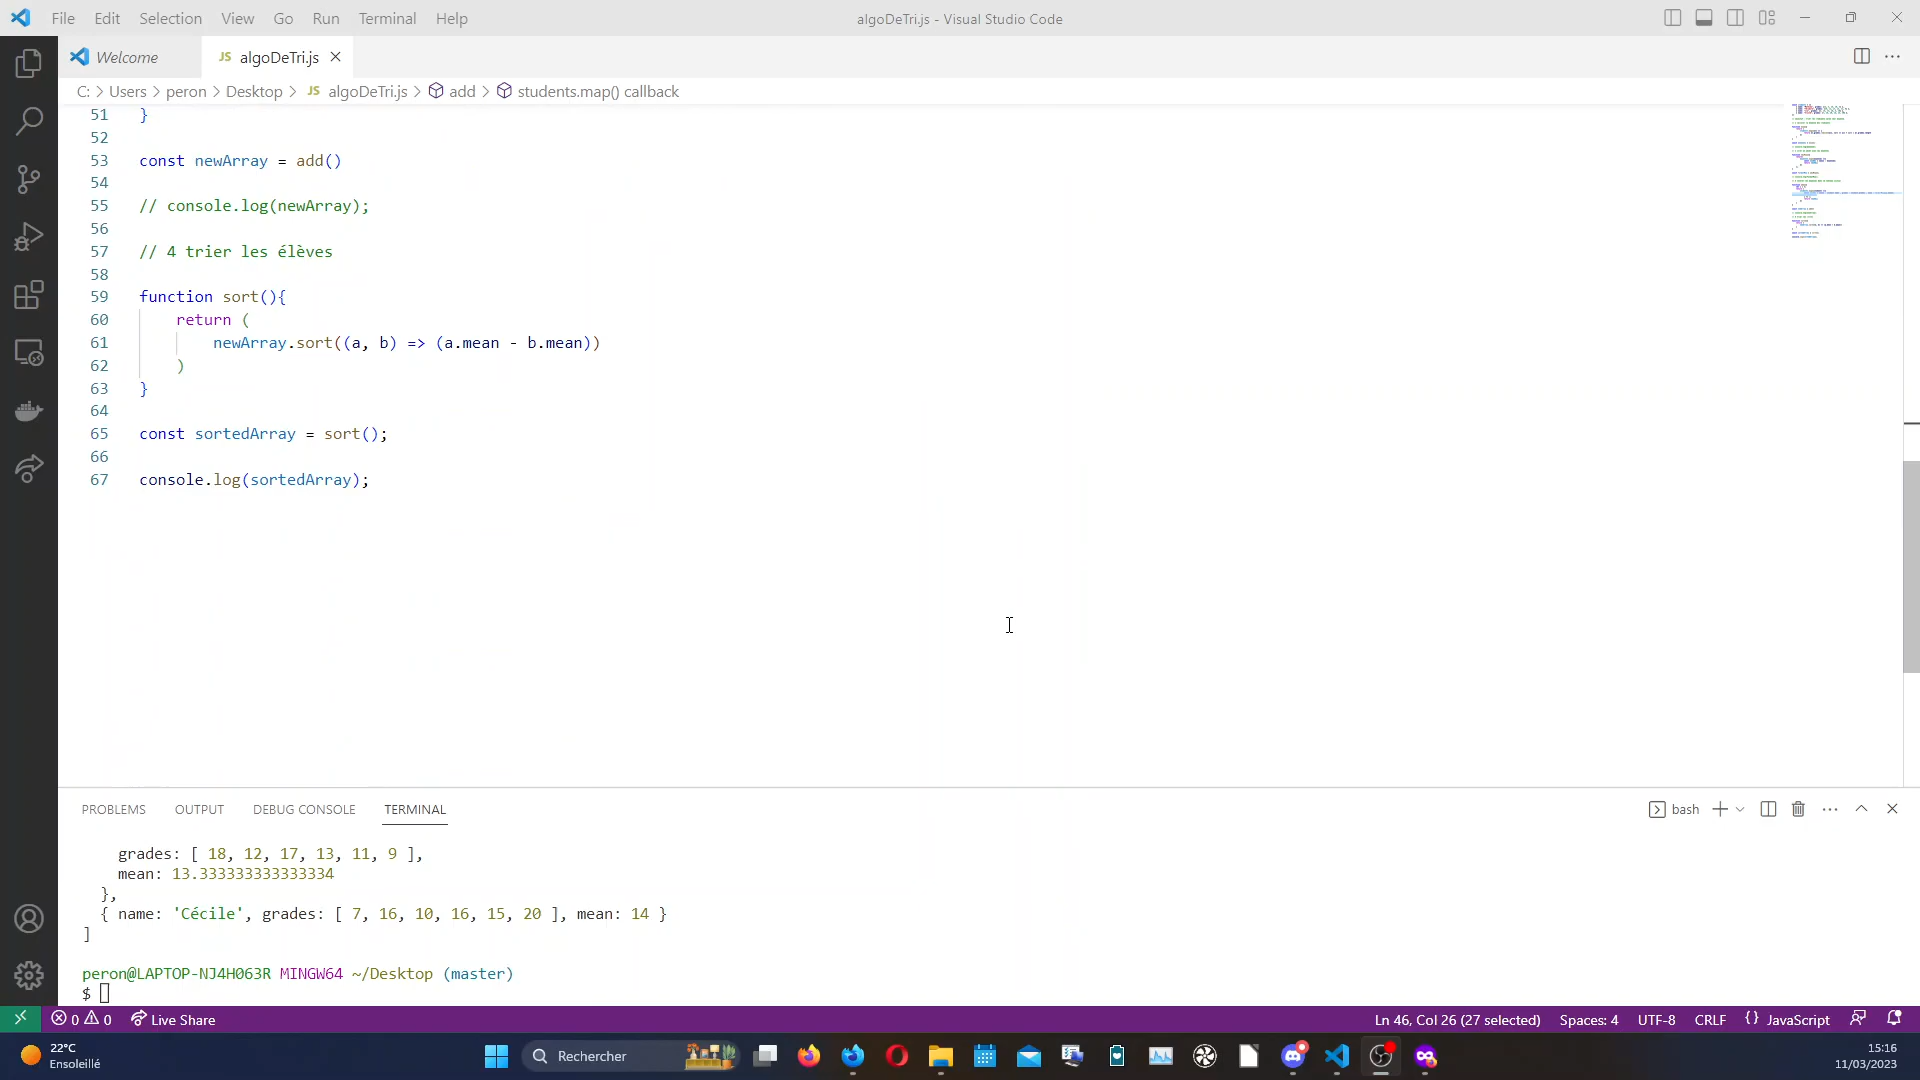 File Edit Selection View Go Run Terminal Help
algoDeTri.js - Visual Studio Code
Welcome
JS algoDeTri.js
C: > Users > peron > Desktop > JS algoDeTri.js > add > students.map() callback
51 }
52
53 const newArray = add()
54
55 // console.log(newArray);
56
57 // 4 trier les élèves
58
59 function sort(){
60 return (
61 newArray.sort((a, b) => (a.mean - b.mean))
62 )
63 }
64
65 const sortedArray = sort();
66
67 console.log(sortedArray);
PROBLEMS OUTPUT DEBUG CONSOLE TERMINAL
bash
grades: [ 18, 12, 17, 13, 11, 9 ],
mean: 13.333333333333334
},
{ name: 'Cécile', grades: [ 7, 16, 10, 16, 15, 20 ], mean: 14 }
]
peron@LAPTOP-NJ4H063R MINGW64 ~/Desktop (master)
$
0 0 Live Share
Ln 46, Col 26 (27 selected) Spaces: 4 UTF-8 CRLF {} JavaScript
22°C
Ensoleillé
Rechercher
15:16
11/03/2023